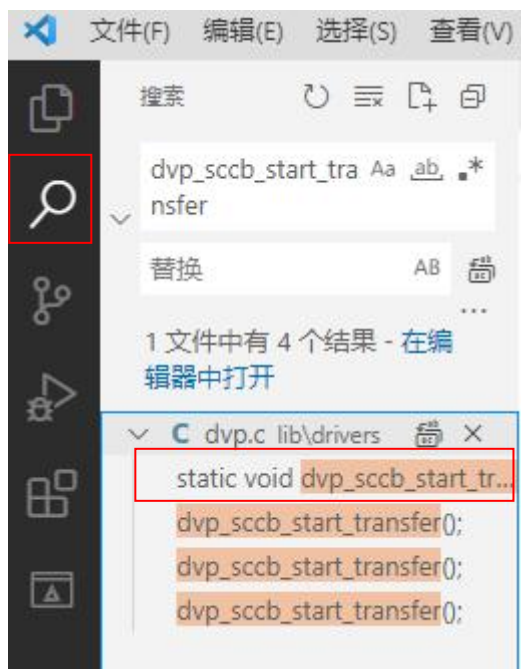 文件(F) 编辑(E) 选择(S) 查看(V)
搜索
dvp_sccb_start_tra Aa ab, .*
nsfer
替换 AB
...
1 文件中有 4 个结果 - 在编
辑器中打开
C dvp.c lib\drivers
static void dvp_sccb_start_tr...
dvp_sccb_start_transfer();
dvp_sccb_start_transfer();
dvp_sccb_start_transfer();